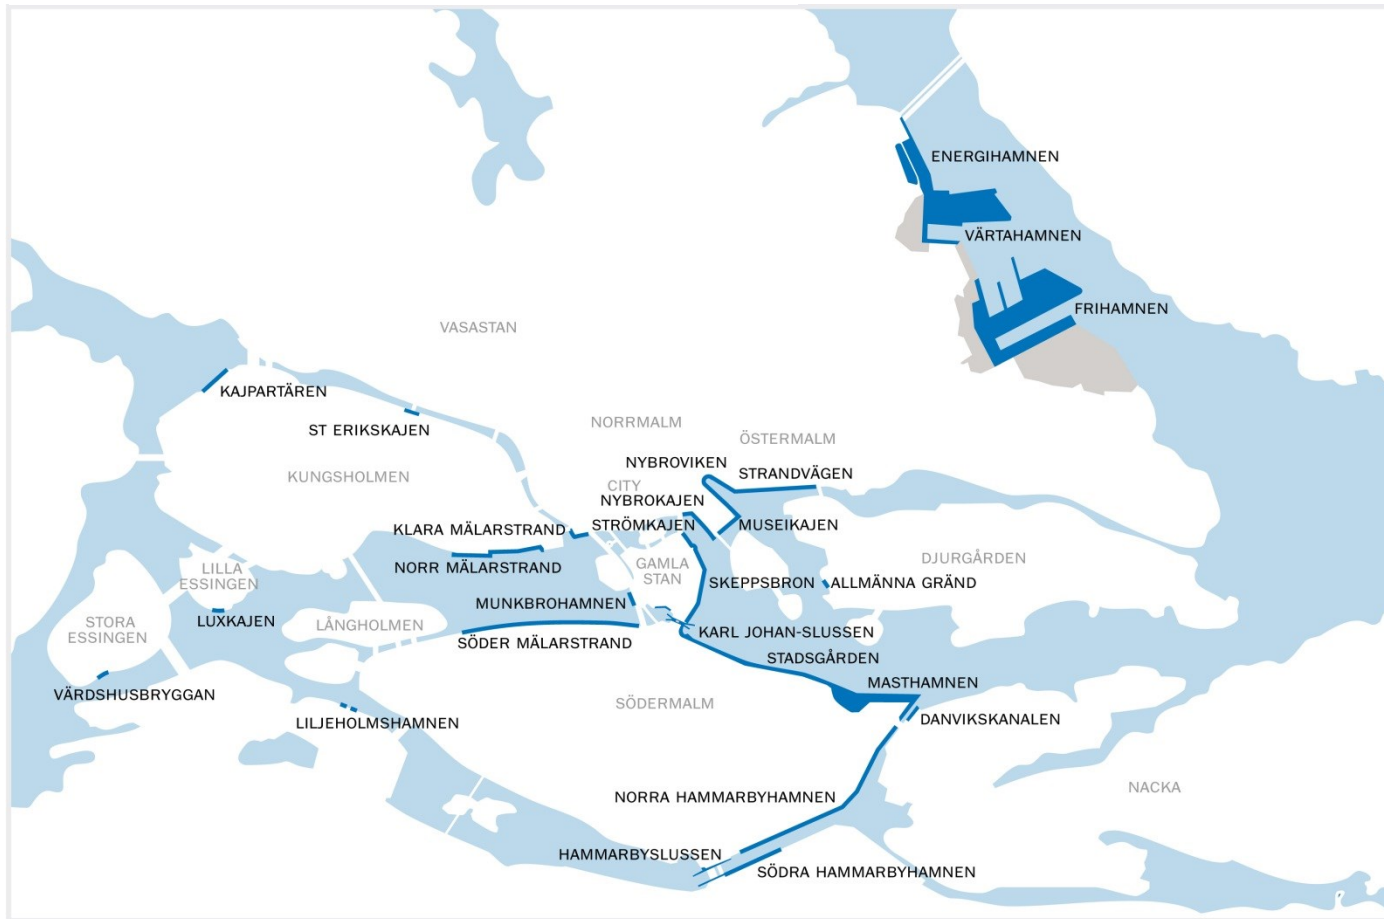 ENERGIHAMNEN
VÄRTAHAMNEN
FRIHAMNEN
VASASTAN
KAJPARTÄREN
ST ERIKSKAJEN
NORRMALM
ÖSTERMALM
NYBROVIKEN
STRANDVÄGEN
KUNGSHOLMEN
CITY
NYBROKAJEN
KLARA MÄLARSTRAND
STRÖMKAJEN
MUSEIKAJEN
NORR MÄLARSTRAND
GAMLA
STAN
DJURGÅRDEN
LILLA
ESSINGEN
SKEPPSBRON
ALLMÄNNA GRÄND
MUNKBROHAMNEN
STORA
ESSINGEN
LUXKAJEN
LÅNGHOLMEN
KARL JOHAN-SLUSSEN
SÖDER MÄLARSTRAND
STADSGÅRDEN
MASTHAMNEN
VÄRDSHUSBRYGGAN
SÖDERMALM
LILJEHOLMSHAMNEN
DANVIKSKANALEN
NACKA
NORRA HAMMARBYHAMNEN
HAMMARBYSLUSSEN
SÖDRA HAMMARBYHAMNEN